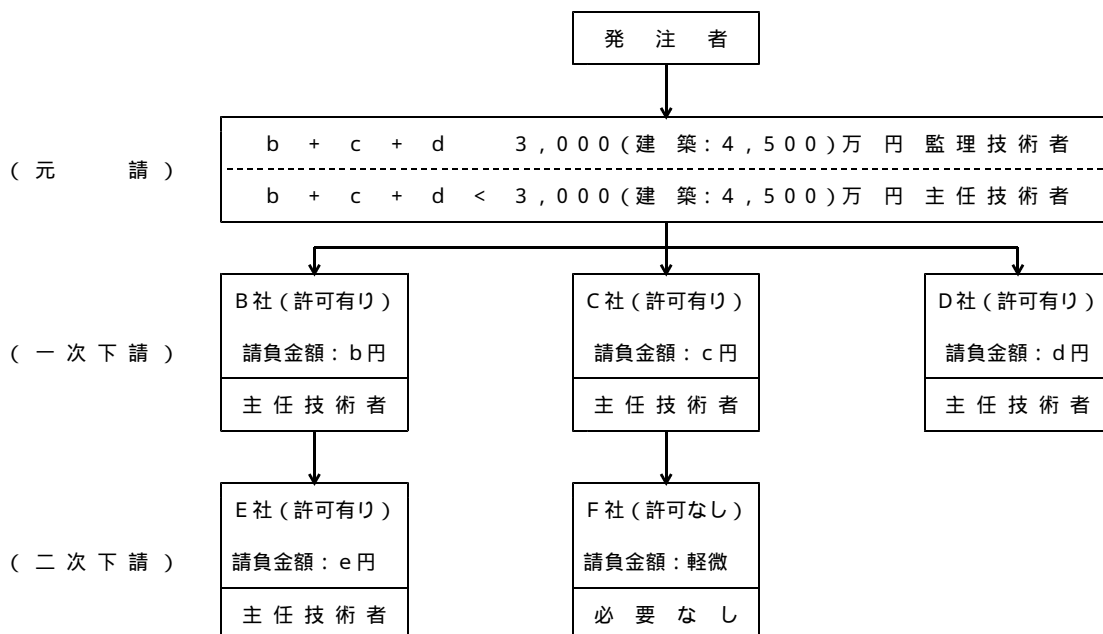 発注者
b + c + d 3,000(建築:4,500)万円 監理技術者
(元請)
b + c + d < 3,000(建築:4,500)万円 主任技術者
B社(許可有り) C社(許可有り) D社(許可有り)
(一次下請) 請負金額:b円 請負金額:c円 請負金額:d円
主任技術者 主任技術者 主任技術者
E社(許可有り) F社(許可なし)
(二次下請) 請負金額:e円 請負金額:軽微
主任技術者 必要なし